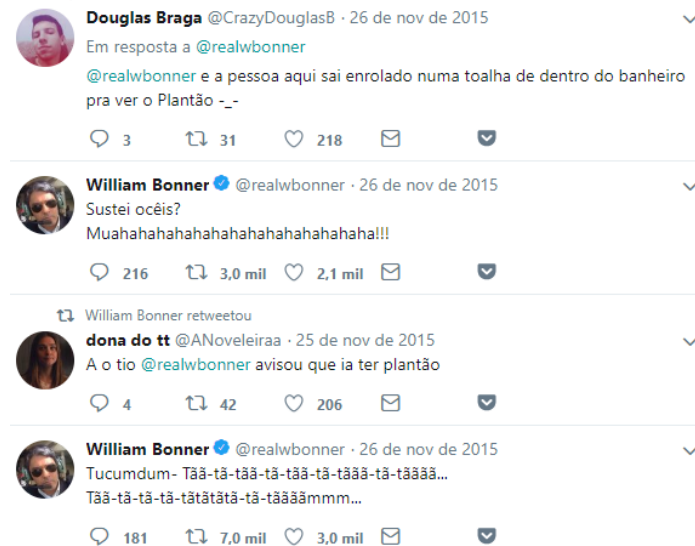 Douglas Braga @CrazyDouglasB · 26 de nov de 2015
Em resposta a @realwbonner
@realwbonner e a pessoa aqui sai enrolado numa toalha de dentro do banheiro
pra ver o Plantão -_-
3 31 218
William Bonner @realwbonner · 26 de nov de 2015
Sustei ocêis?
Muahahahahahahahahahahahahahaha!!!
216 3,0 mil 2,1 mil
William Bonner retweetou
dona do tt @ANoveleiraa · 25 de nov de 2015
A o tio @realwbonner avisou que ia ter plantão
4 42 206
William Bonner @realwbonner · 26 de nov de 2015
Tucumdum- Tãã-tã-tãã-tã-tãã-tã-tããã-tã-tãããã...
Tãã-tã-tã-tã-tãtãtãtã-tã-tããããmmm...
181 7,0 mil 3,0 mil